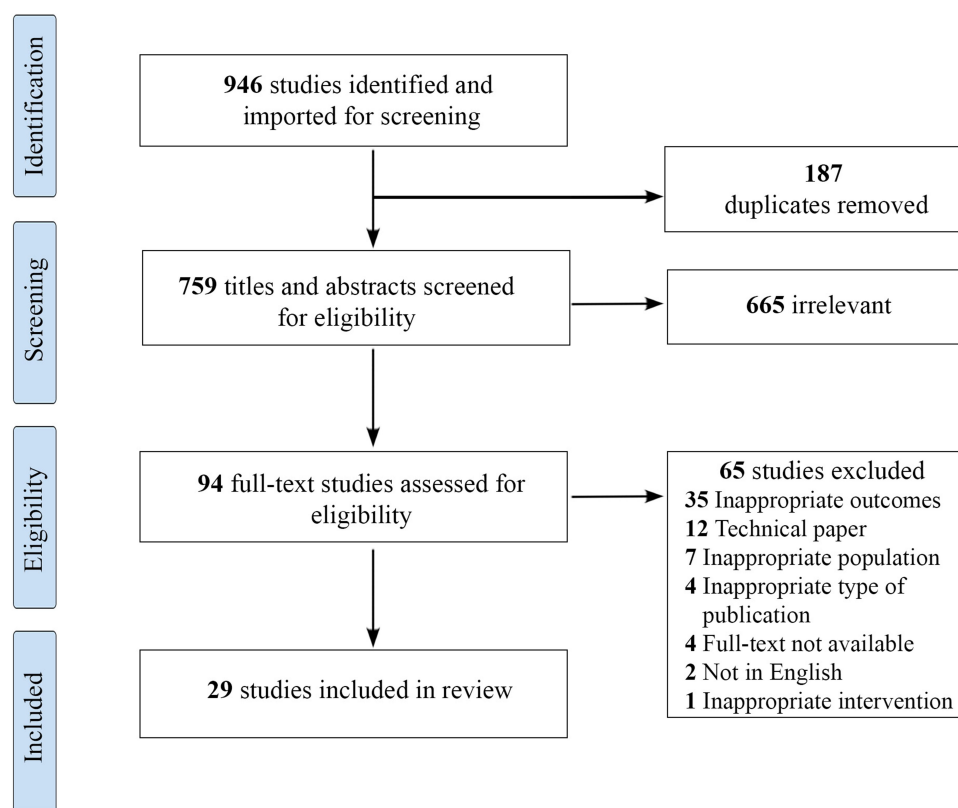 Identification
946 studies identified and
imported for screening
187
duplicates removed
Screening
759 titles and abstracts screened
for eligibility
665 irrelevant
Eligibility
94 full-text studies assessed for
eligibility
65 studies excluded
35 Inappropriate outcomes
12 Technical paper
7 Inappropriate population
4 Inappropriate type of
publication
4 Full-text not available
2 Not in English
1 Inappropriate intervention
Included
29 studies included in review